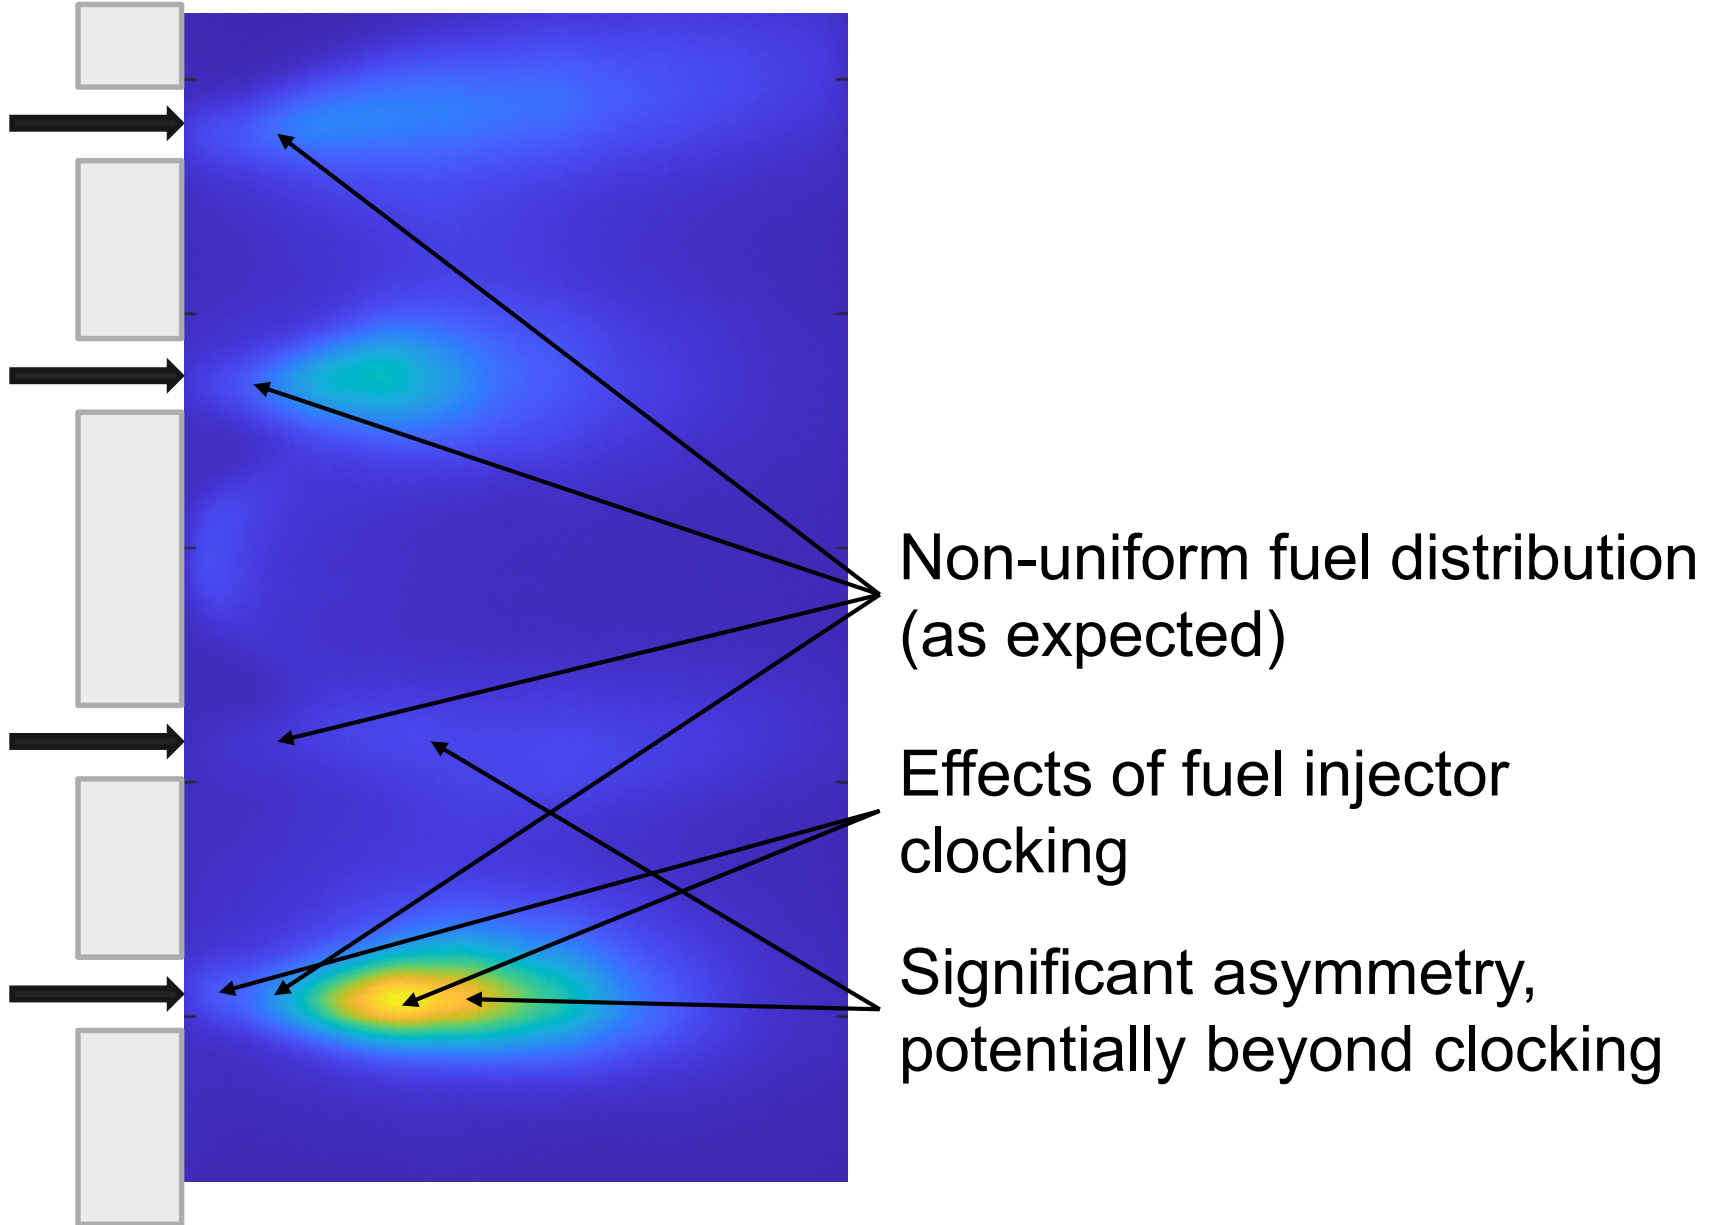 Non-uniform fuel distribution
(as expected)
Effects of fuel injector
clocking
Significant asymmetry,
potentially beyond clocking